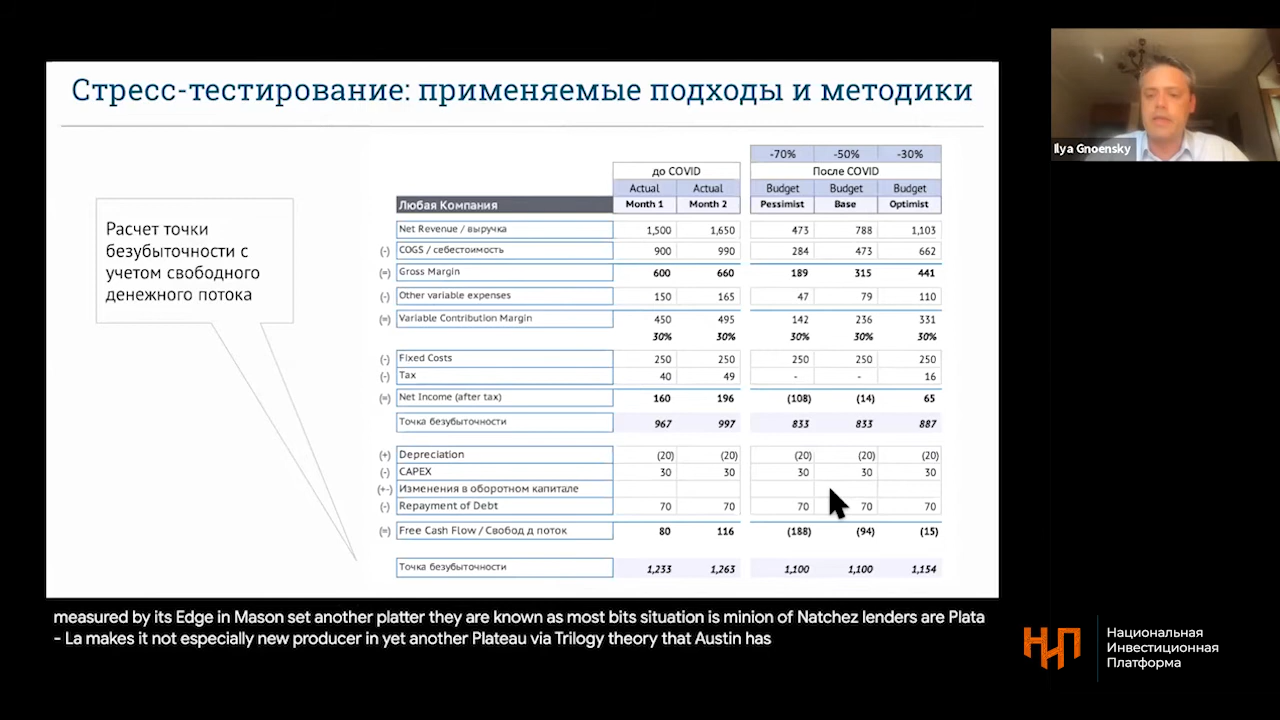 Стресс-тестирование: применяемые подходы и методики
Расчет точки
безубыточности с
учетом свободного
денежного потока
-70% -50% -30%
до COVID После COVID
Actual Actual Budget Budget Budget
Любая Компания Month 1 Month 2 Pessimist Base Optimist
Net Revenue / выручка 1,500 1,650 473 788 1,103
(-) COGS / себестоимость 900 990 284 473 662
(=) Gross Margin 600 660 189 315 441
(-) Other variable expenses 150 165 47 79 110
(=) Variable Contribution Margin 450 495 142 236 331
30% 30% 30% 30% 30%
(-) Fixed Costs 250 250 250 250 250
(-) Tax 40 49 - - 16
(=) Net Income (after tax) 160 196 (108) (14) 65
Точка безубыточности 967 997 833 833 887
(+) Depreciation (20) (20) (20) (20) (20)
(-) CAPEX 30 30 30 30 30
(+-) Изменения в оборотном капитале
(-) Repayment of Debt 70 70 70 70 70
(=) Free Cash Flow / Свобод д поток 80 116 (188) (94) (15)
Точка безубыточности 1,233 1,263 1,100 1,100 1,154
Ilya Gnoensky
measured by its Edge in Mason set another platter they are known as most bits situation is minion of Natchez lenders are Plata
- La makes it not especially new producer in yet another Plateau via Trilogy theory that Austin has
НИП
Национальная
Инвестиционная
Платформа